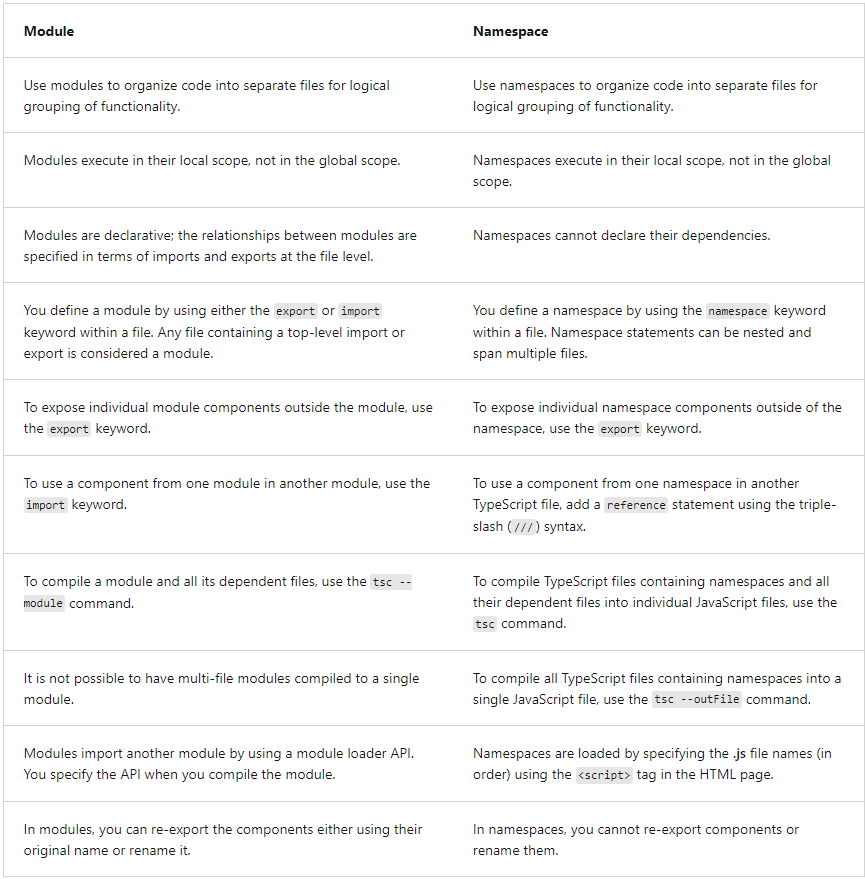 Module
Namespace
Use modules to organize code into separate files for logical
grouping of functionality.
Use namespaces to organize code into separate files for
logical grouping of functionality.
Modules execute in their local scope, not in the global scope.
Namespaces execute in their local scope, not in the global
scope.
Modules are declarative; the relationships between modules are
specified in terms of imports and exports at the file level.
Namespaces cannot declare their dependencies.
You define a module by using either the export or import
keyword within a file. Any file containing a top-level import or
export is considered a module.
You define a namespace by using the namespace keyword
within a file. Namespace statements can be nested and
span multiple files.
To expose individual module components outside the module, use
the export keyword.
To expose individual namespace components outside of the
namespace, use the export keyword.
To use a component from one module in another module, use the
import keyword.
To use a component from one namespace in another
TypeScript file, add a reference statement using the triple-
slash (///) syntax.
To compile a module and all its dependent files, use the tsc --
module command.
To compile TypeScript files containing namespaces and all
their dependent files into individual JavaScript files, use the
tsc command.
It is not possible to have multi-file modules compiled to a single
module.
To compile all TypeScript files containing namespaces into a
single JavaScript file, use the tsc --outFile command.
Modules import another module by using a module loader API.
You specify the API when you compile the module.
Namespaces are loaded by specifying the .js file names (in
order) using the <script> tag in the HTML page.
In modules, you can re-export the components either using their
original name or rename it.
In namespaces, you cannot re-export components or
rename them.